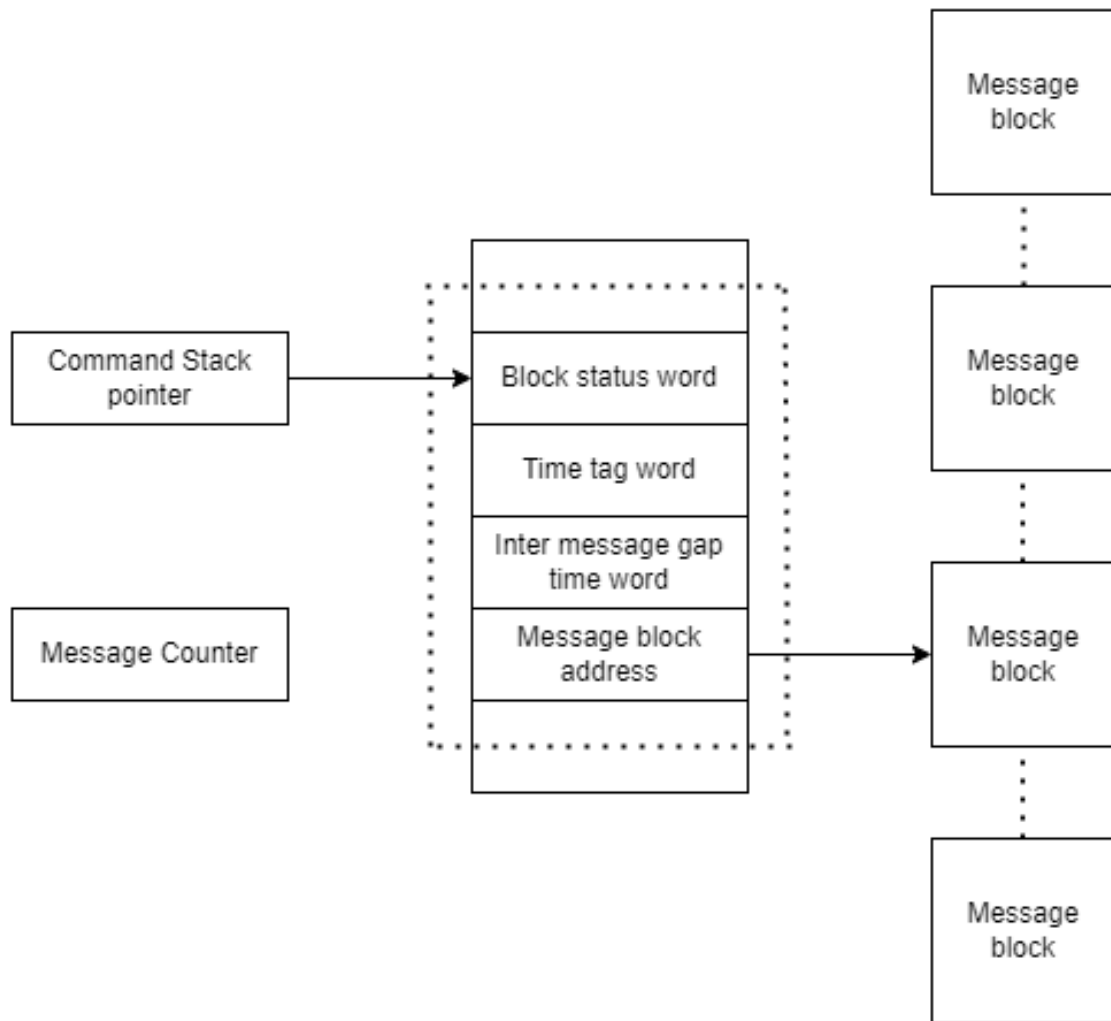 Command Stack
pointer
Message Counter
Block status word
Time tag word
Inter message gap
time word
Message block
address
Message
block
Message
block
Message
block
Message
block